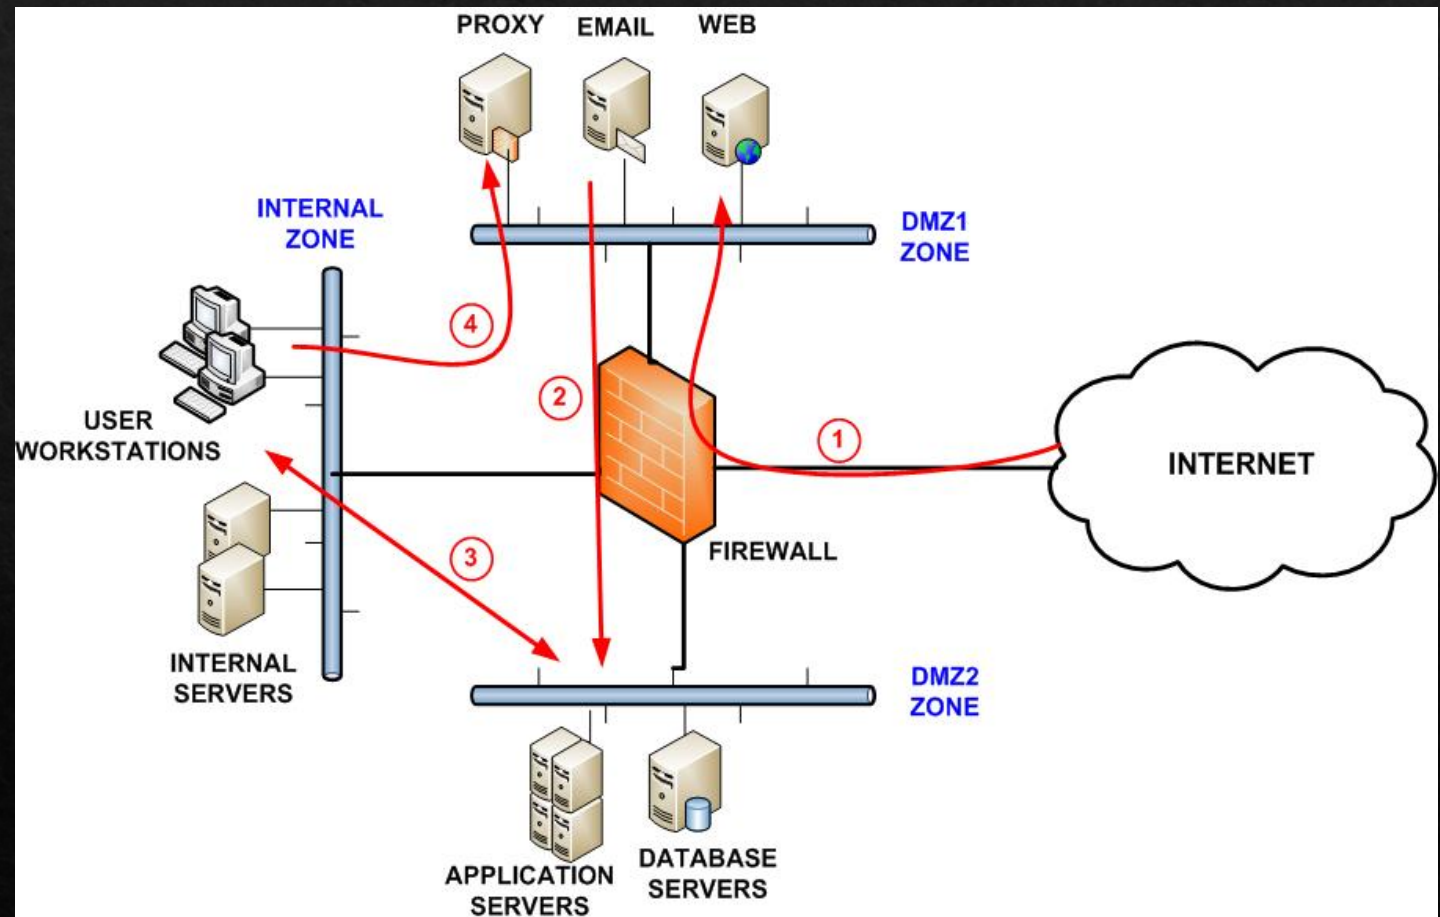 PROXY
EMAIL
WEB
INTERNAL
ZONE
DMZ1
ZONE
4
USER
WORKSTATIONS
2
1
INTERNET
3
FIREWALL
INTERNAL
SERVERS
DMZ2
ZONE
APPLICATION
SERVERS
DATABASE
SERVERS